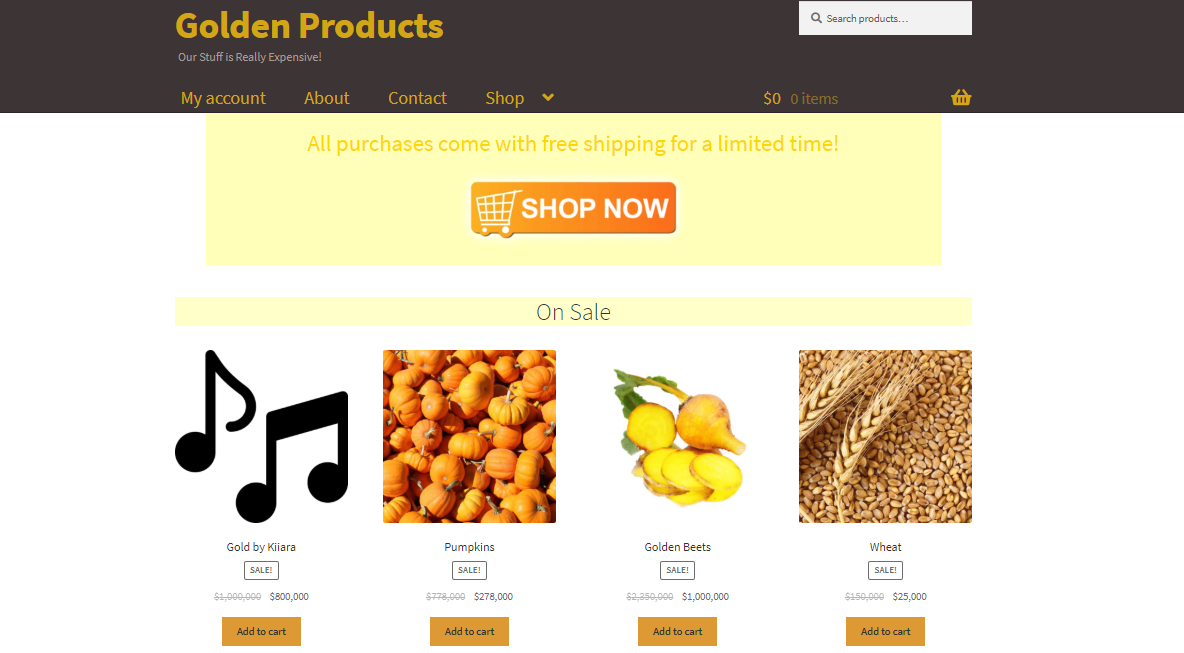 Golden Products
Search products…
Our Stuff is Really Expensive!
My account About Contact Shop $0 0 items
All purchases come with free shipping for a limited time!
SHOP NOW
On Sale
Gold by Kiiara
SALE!
$1,000,000 $800,000
Add to cart
Pumpkins
SALE!
$778,000 $278,000
Add to cart
Golden Beets
SALE!
$2,350,000 $1,000,000
Add to cart
Wheat
SALE!
$150,000 $25,000
Add to cart